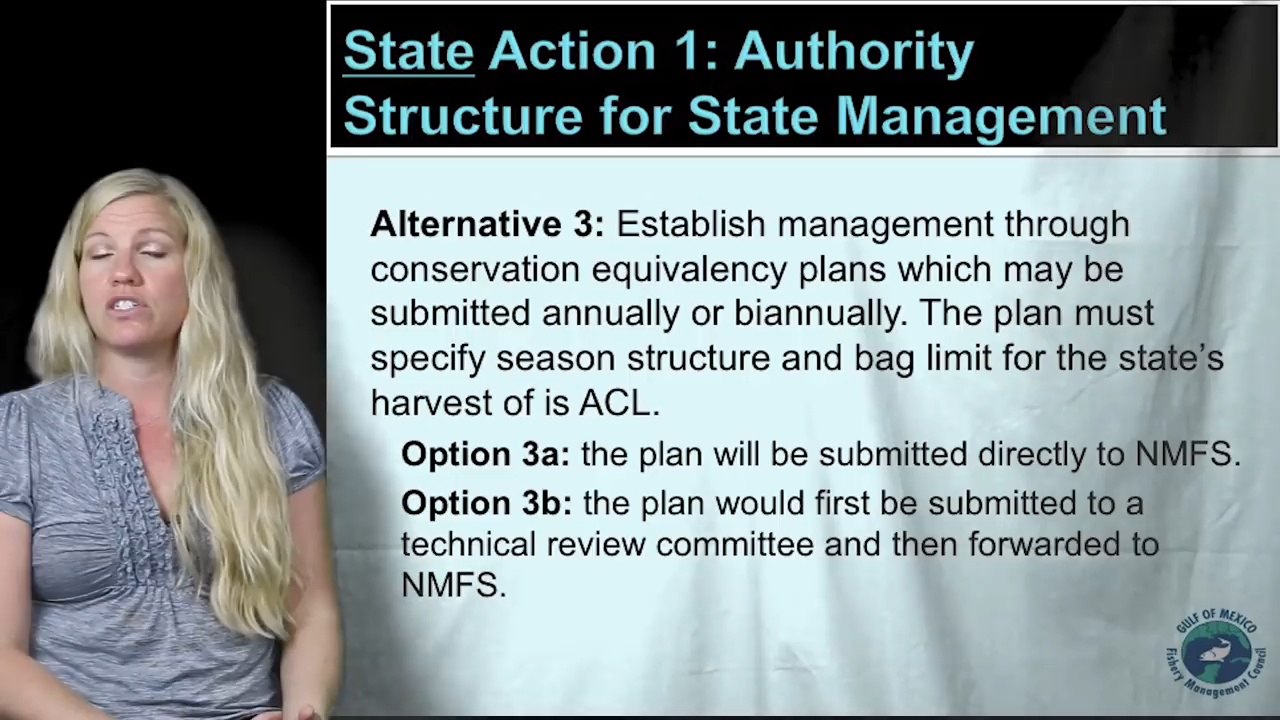 State Action 1: Authority
Structure for State Management
Alternative 3: Establish management through
conservation equivalency plans which may be
submitted annually or biannually. The plan must
specify season structure and bag limit for the state's
harvest of is ACL.
Option 3a: the plan will be submitted directly to NMFS.
Option 3b: the plan would first be submitted to a
technical review committee and then forwarded to
NMFS.
GULF OF MEXICO
Fishery Management Council